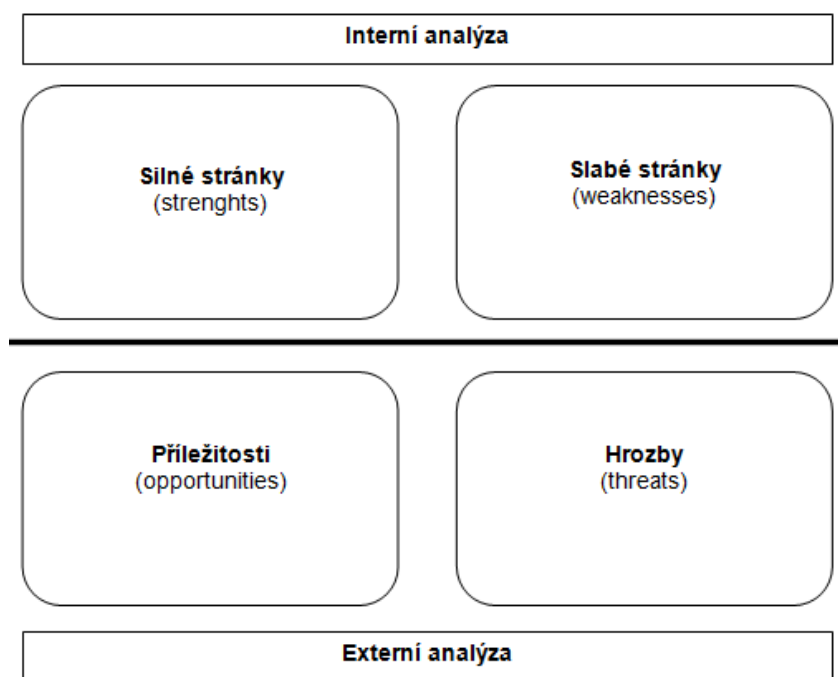 Interní analýza
Silné stránky
(strenghts)
Slabé stránky
(weaknesses)
Příležitosti
(opportunities)
Hrozby
(threats)
Externí analýza